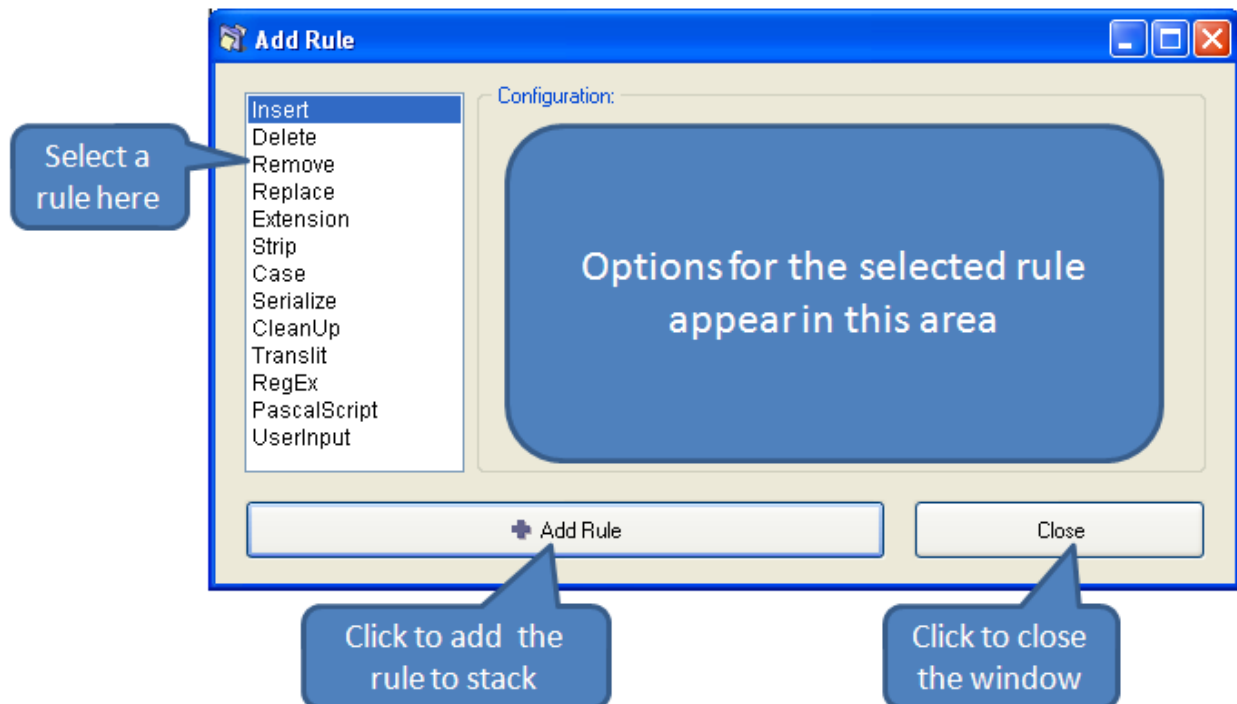 Add Rule
Configuration:
Insert
Delete
Remove
Replace
Extension
Strip
Case
Serialize
CleanUp
Translit
RegEx
PascalScript
UserInput
Select a
rule here
Options for the selected rule
appear in this area
Add Rule
Close
Click to add the
rule to stack
Click to close
the window